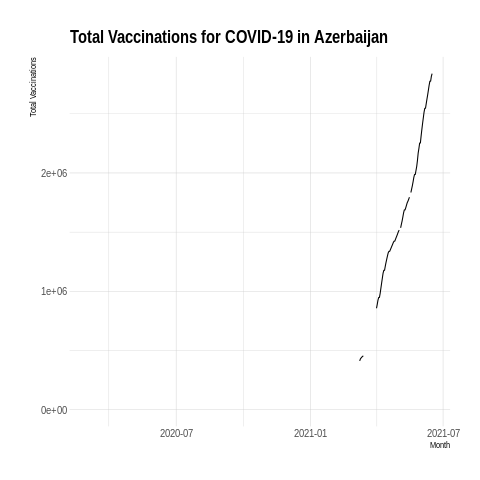 Total Vaccinations for COVID-19 in Azerbaijan
Total Vaccinations
2e+06
1e+06
0e+00
2020-07
2021-01
2021-07
Month